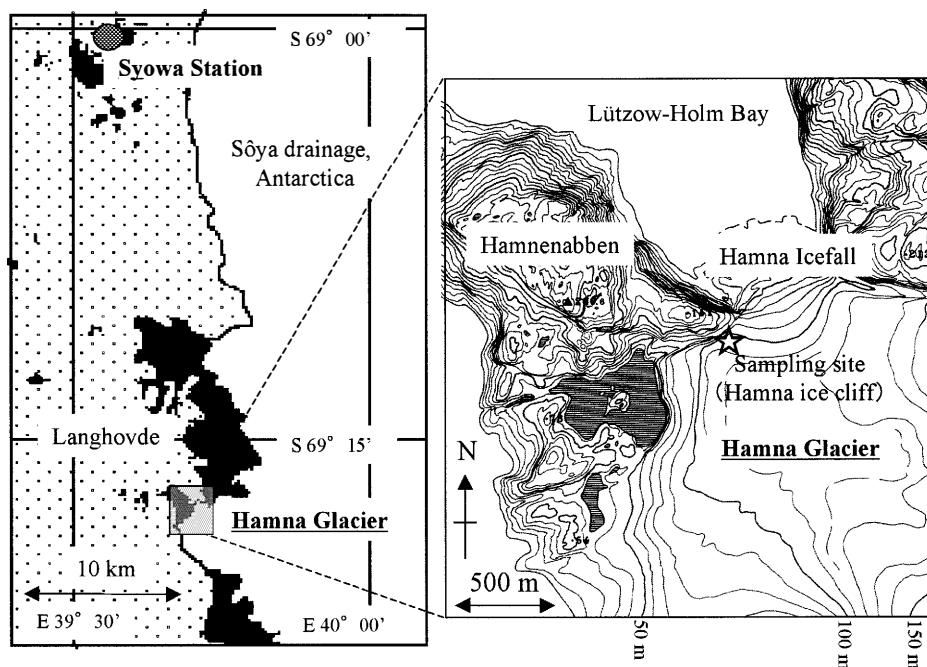 S 69° 00'
Syowa Station
Sôya drainage,
Antarctica
Langhovde
S 69° 15'
Hamna Glacier
10 km
E 39° 30'
E 40° 00'
Lützow-Holm Bay
Hamnenabben
Hamna Icefall
Sampling site
(Hamna ice cliff)
Hamna Glacier
N
500 m
50 m
100 m
150 m